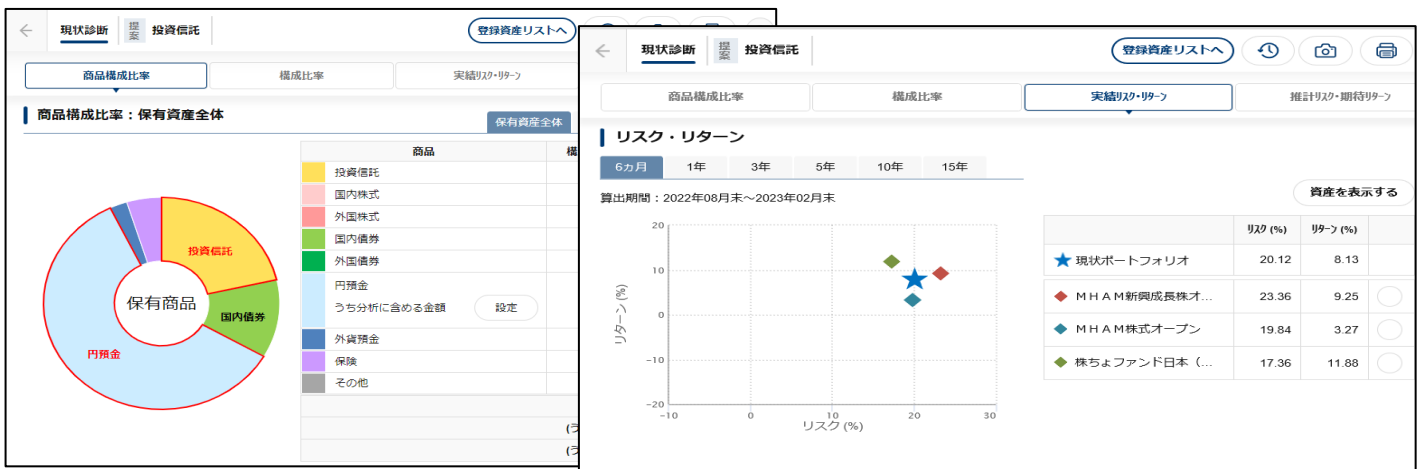 現状診断 提案 投資信託 登録資産リストへ
商品構成比率 構成比率 実績リスク・リターン
商品構成比率：保有資産全体
保有資産全体
商品
投資信託
国内株式
外国株式
国内債券
外国債券
円預金
うち分析に含める金額 設定
外貨預金
保険
その他
投資信託
国内債券
円預金
保有商品
現状診断 提案 投資信託 登録資産リストへ
商品構成比率 構成比率 実績リスク・リターン 推計リスク・期待リターン
リスク・リターン
6カ月 1年 3年 5年 10年 15年
算出期間：2022年08月末～2023年02月末
資産を表示する
リターン (%)
20
10
0
-10
-20
-10 0 10 20 30
リスク (%)
リスク (%) リターン (%)
現状ポートフォリオ 20.12 8.13
ＭＨＡＭ新興成長株オ... 23.36 9.25
ＭＨＡＭ株式オープン 19.84 3.27
株ちょファンド日本（... 17.36 11.88